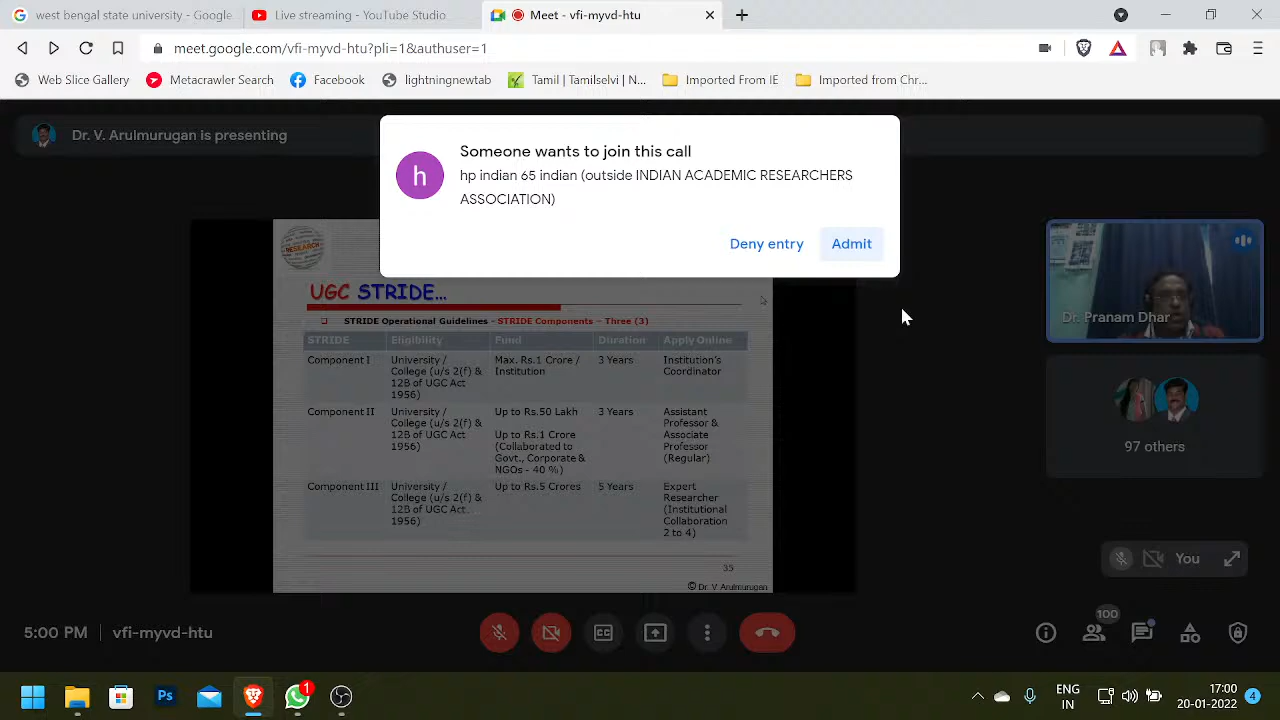 west bengal state university - Google
Live streaming - YouTube Studio
Meet - vfi-myvd-htu
meet.google.com/vfi-myvd-htu?pli=1&authuser=1
Web Slice Gallery
Metacrawler Search
Facebook
lightningnewtab
Tamil | Tamilselvi | N...
Imported From IE
Imported from Chr...
Dr. V. Arulmurugan is presenting
Someone wants to join this call
h
hp indian 65 indian (outside INDIAN ACADEMIC RESEARCHERS
ASSOCIATION)
Deny entry
Admit
RESEARCH
UGC STRIDE...
STRIDE Operational Guidelines - STRIDE Components - Three (3)
STRIDE Eligibility Fund Duration Apply Online
Component I
University /
College (u/s 2(f) &
12B of UGC Act
1956)
Max. Rs.1 Crore /
Institution
3 Years
Institution's
Coordinator
Component II
University /
College (u/s 2(f) &
12B of UGC Act
1956)
Up to Rs.50 Lakh
Up to Rs.1 Crore
(Collaborated to
Govt., Corporate &
NGOs - 40 %)
3 Years
Assistant
Professor &
Associate
Professor
(Regular)
Component III
University /
College (u/s 2(f) &
12B of UGC Act.
1956)
Up to Rs.5 Crores
5 Years
Expert
Researcher
(Institutional
Collaboration
2 to 4)
35
© Dr. V. Arulmurugan
Dr. Pranam Dhar
97 others
You
5:00 PM
vfi-myvd-htu
CC
100
Ps
1
ENG
IN
17:00
20-01-2022
4